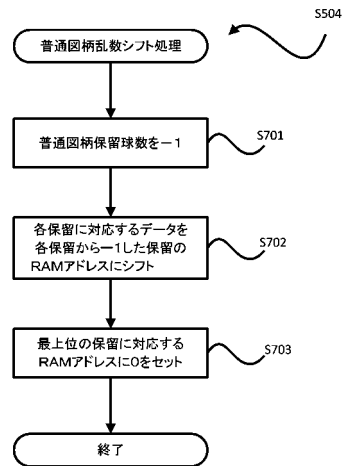 普通図柄乱数シフト処理
S504
普通図柄保留球数を－1
S701
各保留に対応するデータを
各保留から－1した保留の
RAMアドレスにシフト
S702
最上位の保留に対応する
RAMアドレスに0をセット
S703
終了